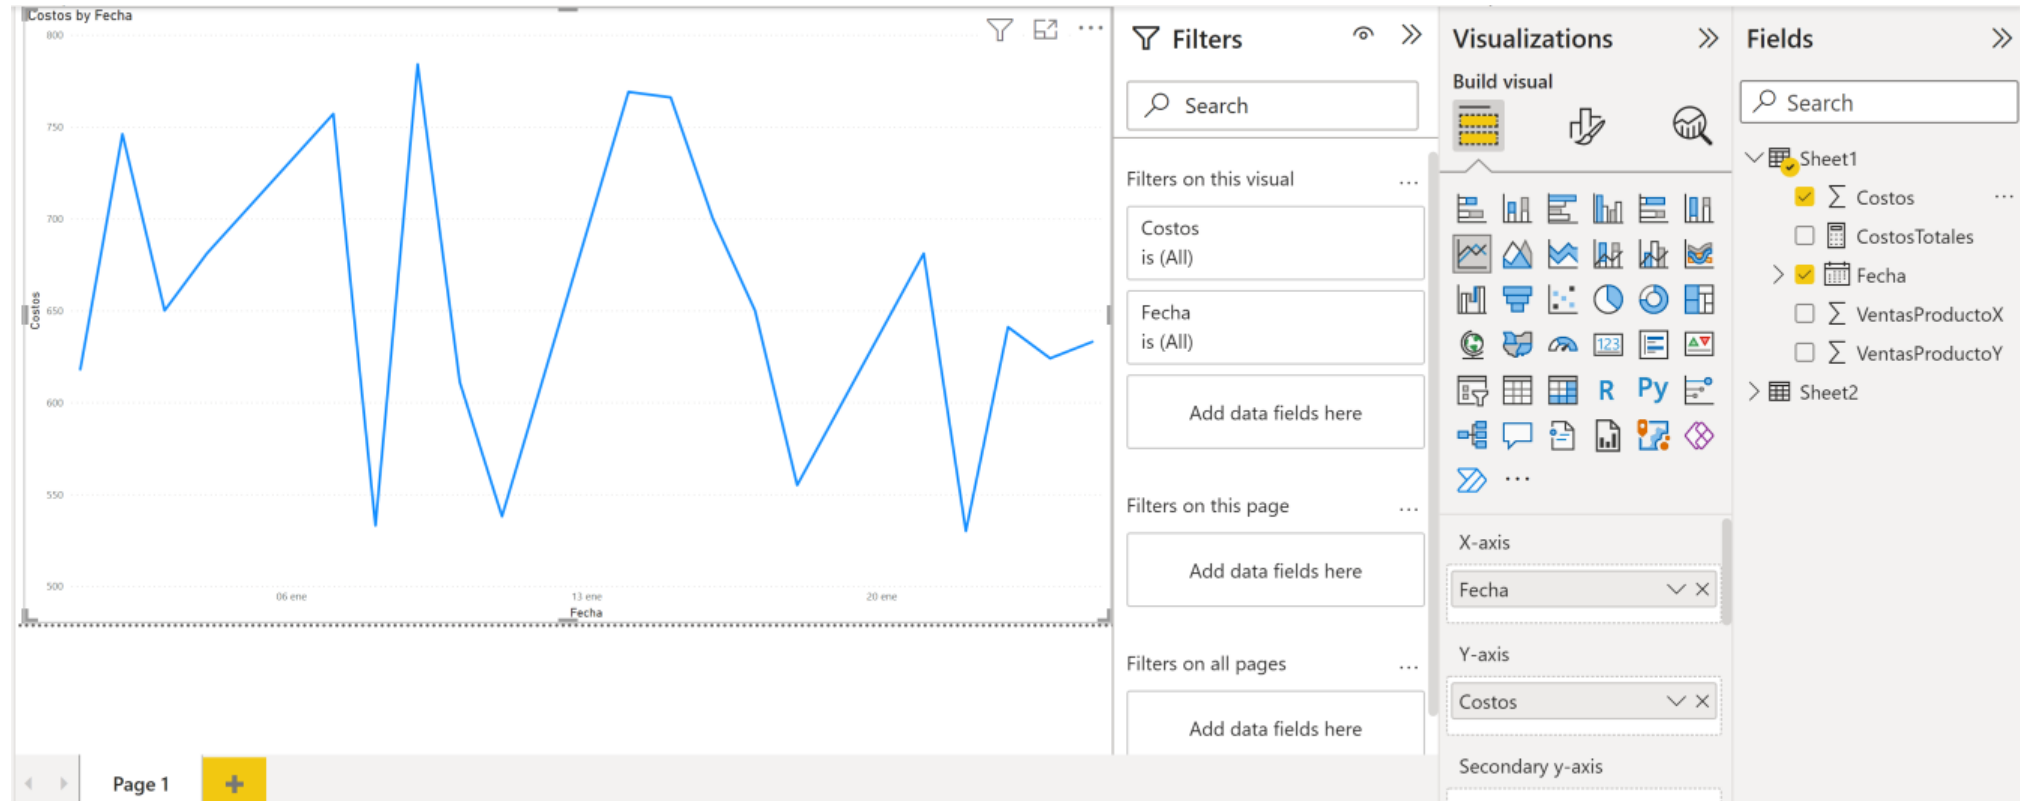 Costos by Fecha
800
750
700
650
600
550
500
Costos
06 ene
13 ene
20 ene
Fecha
Page 1
Filters
Search
Filters on this visual
...
Costos
is (All)
Fecha
is (All)
Add data fields here
Filters on this page
...
Add data fields here
Filters on all pages
...
Add data fields here
Visualizations
Build visual
123
R
Py
...
X-axis
Fecha
Y-axis
Costos
Secondary y-axis
Fields
Search
Sheet1
Costos
...
CostosTotales
Fecha
VentasProductoX
VentasProductoY
Sheet2